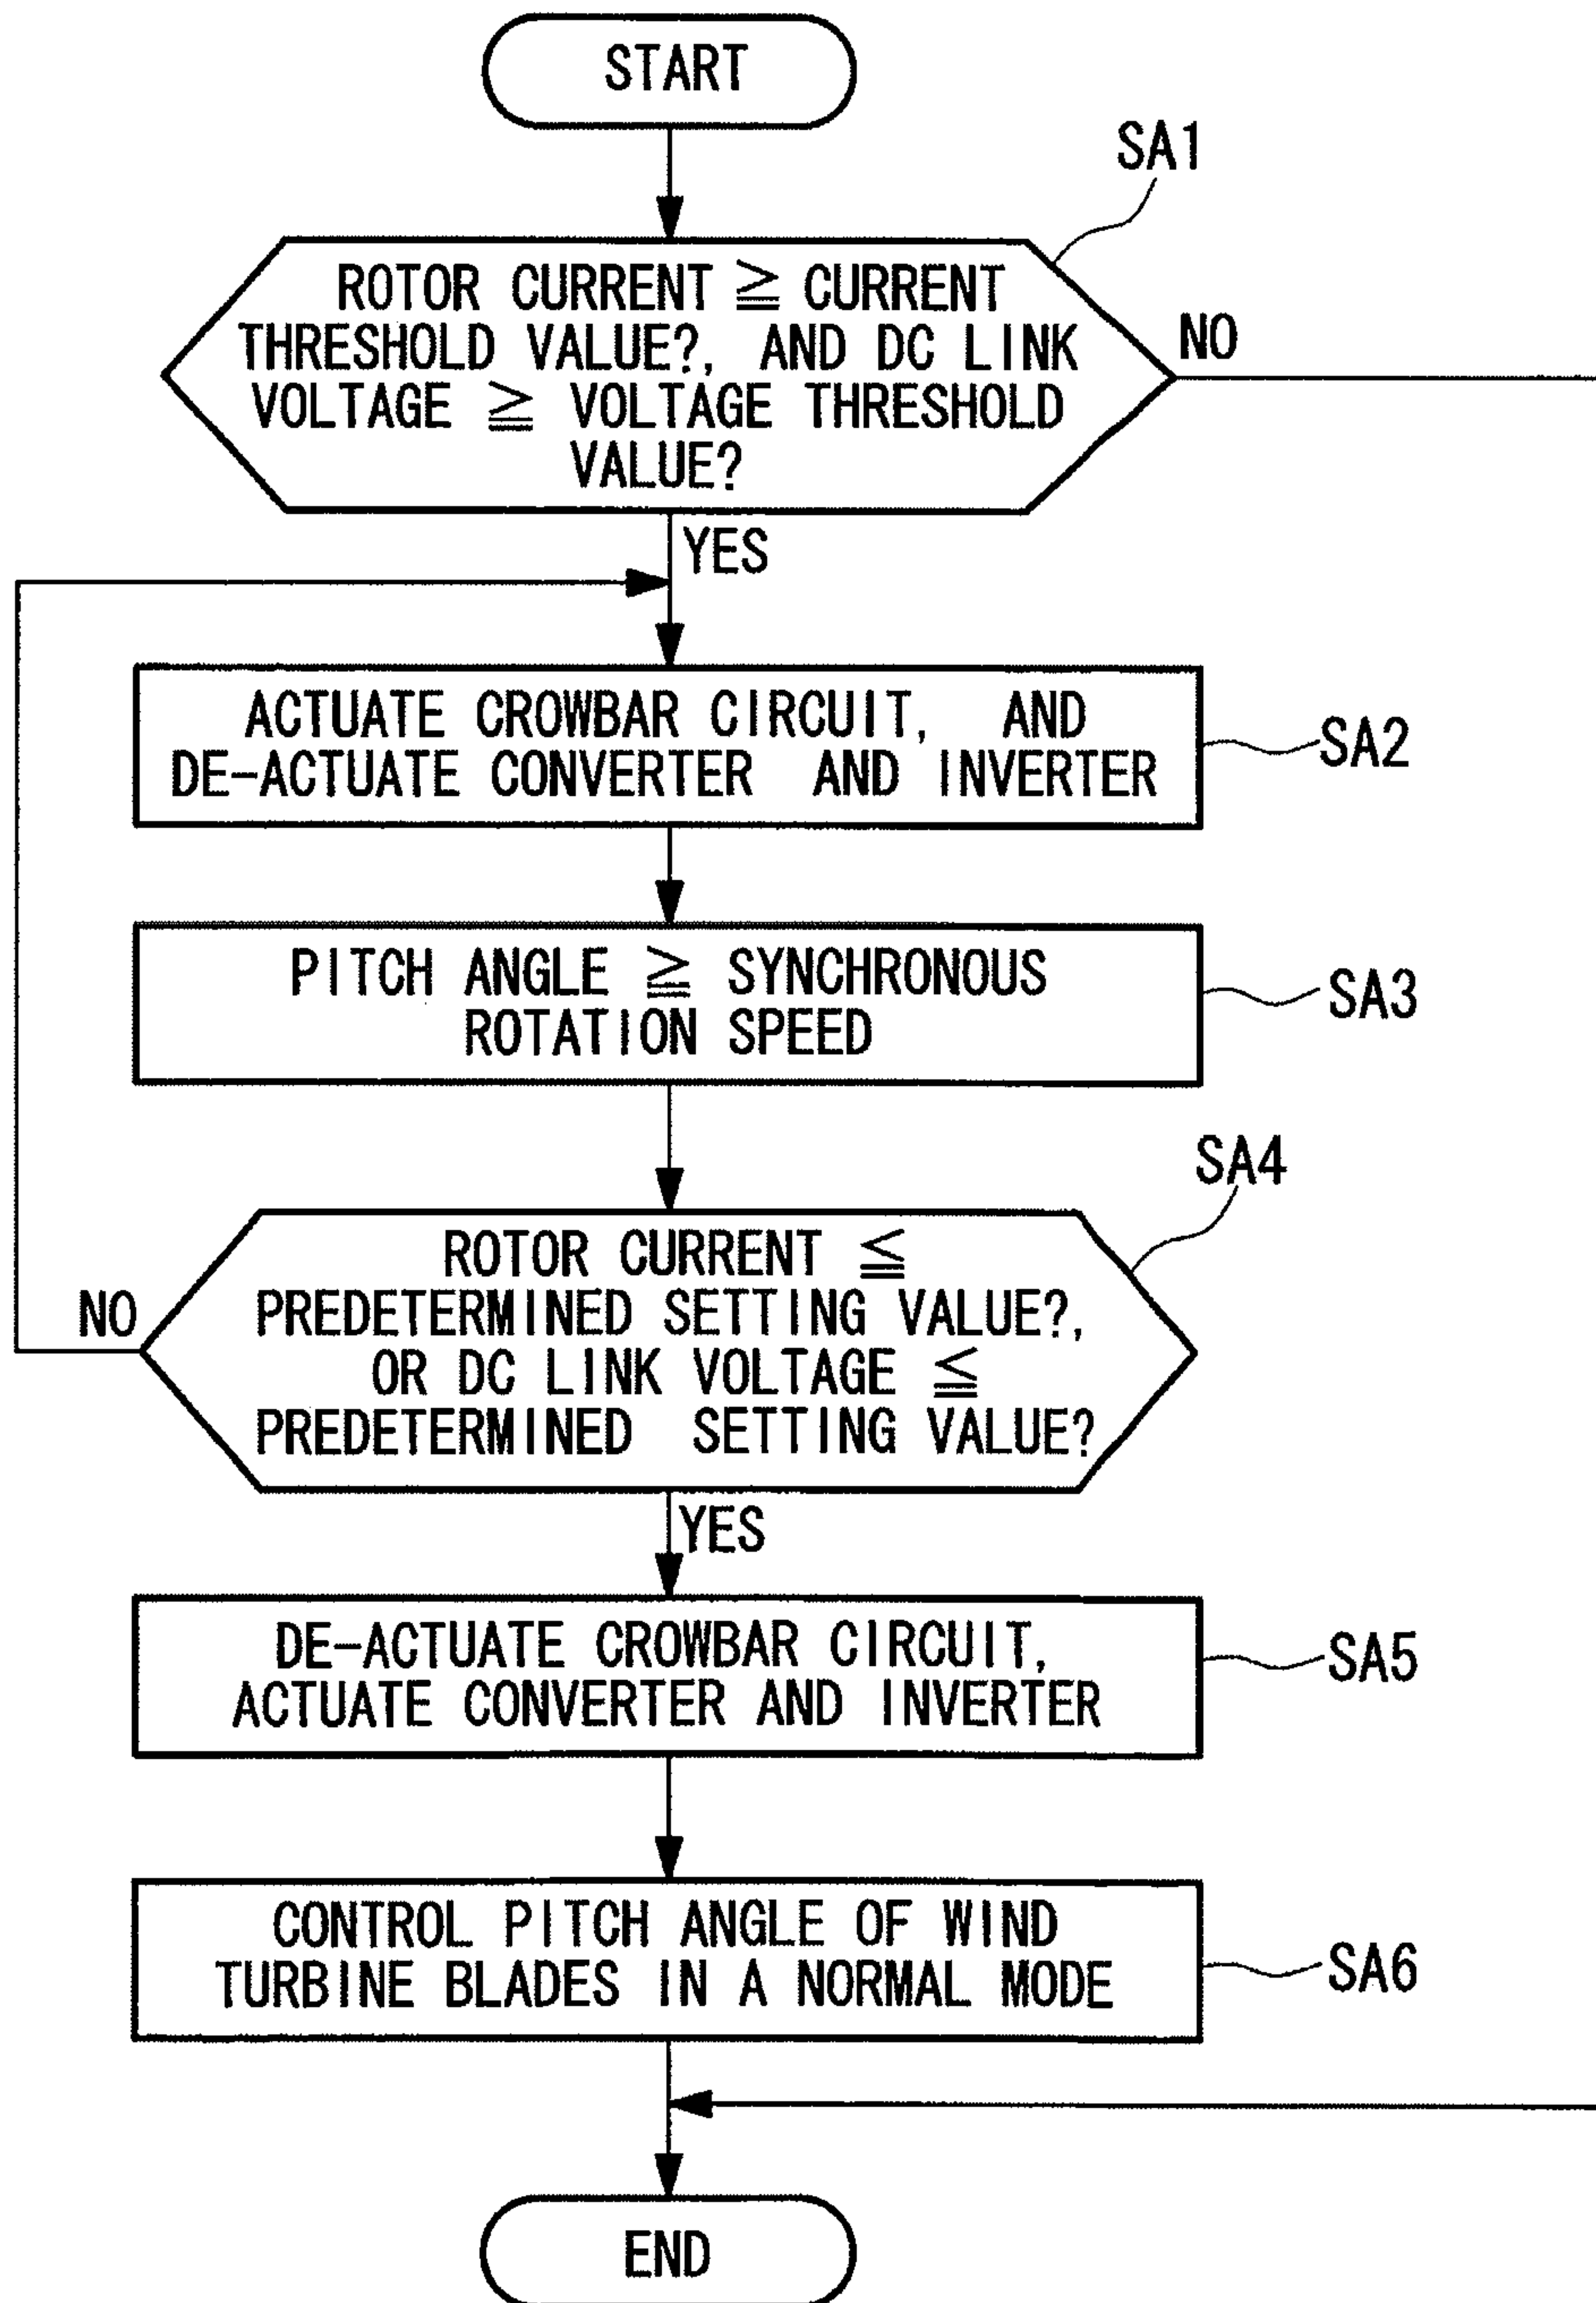 START
SA1
ROTOR CURRENT ≧ CURRENT
THRESHOLD VALUE?, AND DC LINK
VOLTAGE ≧ VOLTAGE THRESHOLD
VALUE?
NO
YES
ACTUATE CROWBAR CIRCUIT, AND
DE-ACTUATE CONVERTER AND INVERTER
SA2
PITCH ANGLE ≧ SYNCHRONOUS
ROTATION SPEED
SA3
SA4
ROTOR CURRENT ≦
PREDETERMINED SETTING VALUE?,
OR DC LINK VOLTAGE ≦
PREDETERMINED SETTING VALUE?
NO
YES
DE-ACTUATE CROWBAR CIRCUIT,
ACTUATE CONVERTER AND INVERTER
SA5
CONTROL PITCH ANGLE OF WIND
TURBINE BLADES IN A NORMAL MODE
SA6
END